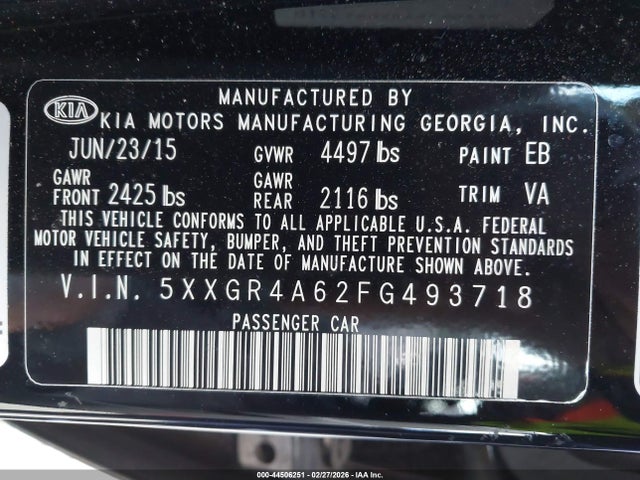 MANUFACTURED BY
KIA KIA MOTORS MANUFACTURING GEORGIA, INC.
JUN/23/15 GVWR 4497 lbs PAINT EB
GAWR FRONT 2425 lbs GAWR REAR 2116 lbs TRIM VA
THIS VEHICLE CONFORMS TO ALL APPLICABLE U.S.A. FEDERAL
MOTOR VEHICLE SAFETY, BUMPER, AND THEFT PREVENTION STANDARDS
IN EFFECT ON THE DATE OF MANUFACTURE SHOWN ABOVE.
V.I.N. 5XXGR4A62FG493718
PASSENGER CAR
000-44506251 - 02/27/2026 - IAA Inc.